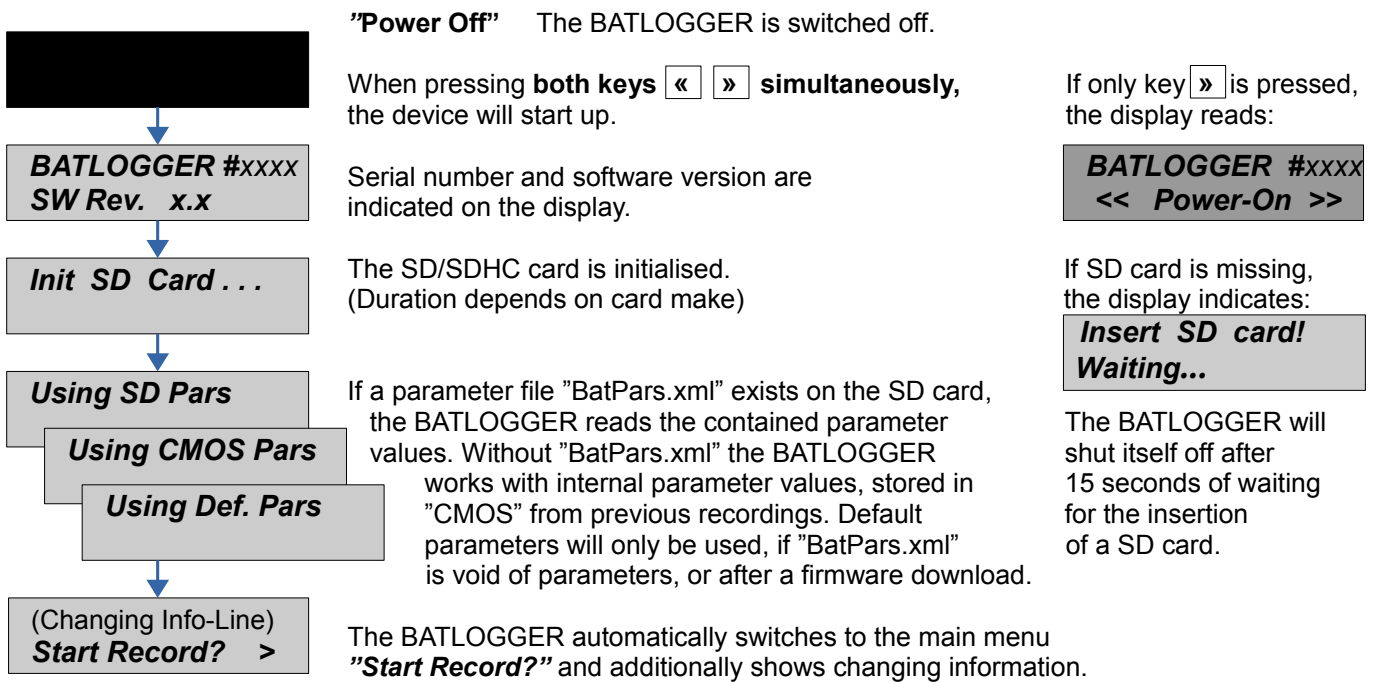 ”Power Off” The BATLOGGER is switched off.
When pressing both keys « » simultaneously,
the device will start up.
If only key » is pressed,
the display reads:
BATLOGGER #xxxx
SW Rev. x.x
Serial number and software version are
indicated on the display.
BATLOGGER #xxxx
<< Power-On >>
Init SD Card . . .
The SD/SDHC card is initialised.
(Duration depends on card make)
If SD card is missing,
the display indicates:
Insert SD card!
Waiting...
Using SD Pars
Using CMOS Pars
Using Def. Pars
If a parameter file ”BatPars.xml” exists on the SD card,
the BATLOGGER reads the contained parameter
values. Without ”BatPars.xml” the BATLOGGER
works with internal parameter values, stored in
”CMOS” from previous recordings. Default
parameters will only be used, if ”BatPars.xml”
is void of parameters, or after a firmware download.
The BATLOGGER will
shut itself off after
15 seconds of waiting
for the insertion
of a SD card.
(Changing Info-Line)
Start Record? >
The BATLOGGER automatically switches to the main menu
”Start Record?” and additionally shows changing information.